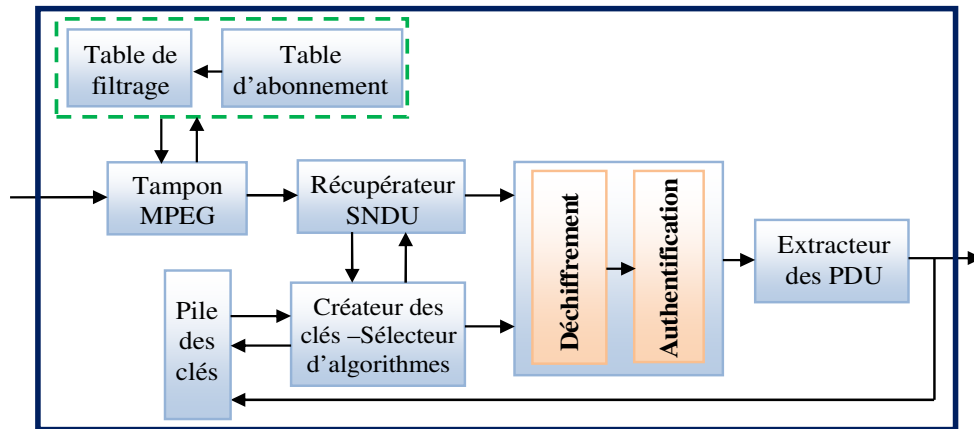 Table de
filtrage
Table
d'abonnement
Tampon
MPEG
Récupérateur
SNDU
Déchiffrement
Authentification
Extracteur
des PDU
Pile
des
clés
Créateur des
clés –Sélecteur
d'algorithmes